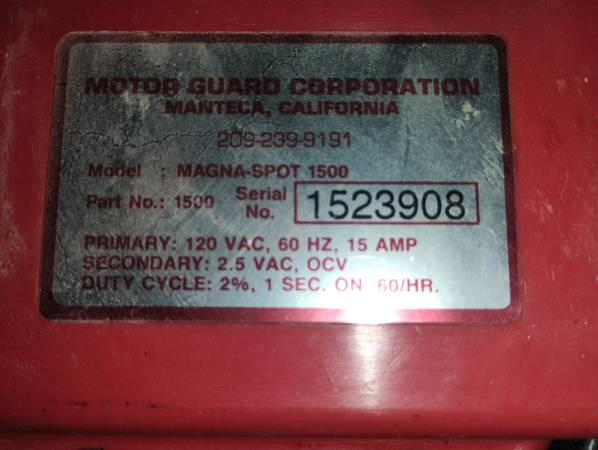 MOTOR GUARD CORPORATION
MANTECA, CALIFORNIA
209-239-9191
Model : MAGNA-SPOT 1500
Part No.: 1500 Serial No. 1523908
PRIMARY: 120 VAC, 60 HZ, 15 AMP
SECONDARY: 2.5 VAC, OCV
DUTY CYCLE: 2%, 1 SEC. ON, 60/HR.